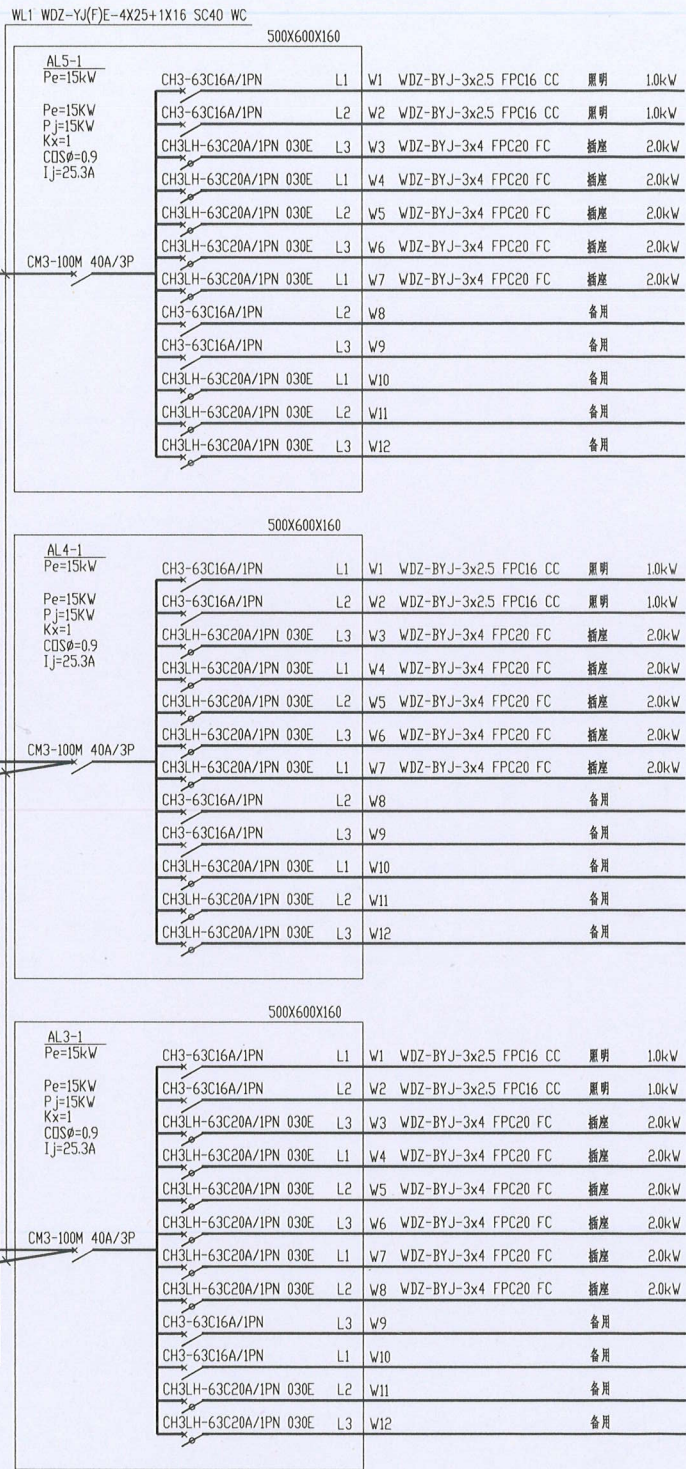 WL1 WDZ-YJ(F)E-4X25+1X16 SC40 WC
500X600X160
AL5-1
Pe=15kW
Pe=15KW
Pj=15KW
Kx=1
COSø=0.9
Ij=25.3A
CM3-100M 40A/3P
CH3-63C16A/1PN L1 W1 WDZ-BYJ-3x2.5 FPC16 CC 照明 1.0kW
CH3-63C16A/1PN L2 W2 WDZ-BYJ-3x2.5 FPC16 CC 照明 1.0kW
CH3LH-63C20A/1PN 030E L3 W3 WDZ-BYJ-3x4 FPC20 FC 插座 2.0kW
CH3LH-63C20A/1PN 030E L1 W4 WDZ-BYJ-3x4 FPC20 FC 插座 2.0kW
CH3LH-63C20A/1PN 030E L2 W5 WDZ-BYJ-3x4 FPC20 FC 插座 2.0kW
CH3LH-63C20A/1PN 030E L3 W6 WDZ-BYJ-3x4 FPC20 FC 插座 2.0kW
CH3LH-63C20A/1PN 030E L1 W7 WDZ-BYJ-3x4 FPC20 FC 插座 2.0kW
CH3-63C16A/1PN L2 W8 备用
CH3-63C16A/1PN L3 W9 备用
CH3LH-63C20A/1PN 030E L1 W10 备用
CH3LH-63C20A/1PN 030E L2 W11 备用
CH3LH-63C20A/1PN 030E L3 W12 备用
500X600X160
AL4-1
Pe=15kW
Pe=15KW
Pj=15KW
Kx=1
COSø=0.9
Ij=25.3A
CM3-100M 40A/3P
CH3-63C16A/1PN L1 W1 WDZ-BYJ-3x2.5 FPC16 CC 照明 1.0kW
CH3-63C16A/1PN L2 W2 WDZ-BYJ-3x2.5 FPC16 CC 照明 1.0kW
CH3LH-63C20A/1PN 030E L3 W3 WDZ-BYJ-3x4 FPC20 FC 插座 2.0kW
CH3LH-63C20A/1PN 030E L1 W4 WDZ-BYJ-3x4 FPC20 FC 插座 2.0kW
CH3LH-63C20A/1PN 030E L2 W5 WDZ-BYJ-3x4 FPC20 FC 插座 2.0kW
CH3LH-63C20A/1PN 030E L3 W6 WDZ-BYJ-3x4 FPC20 FC 插座 2.0kW
CH3LH-63C20A/1PN 030E L1 W7 WDZ-BYJ-3x4 FPC20 FC 插座 2.0kW
CH3-63C16A/1PN L2 W8 备用
CH3-63C16A/1PN L3 W9 备用
CH3LH-63C20A/1PN 030E L1 W10 备用
CH3LH-63C20A/1PN 030E L2 W11 备用
CH3LH-63C20A/1PN 030E L3 W12 备用
500X600X160
AL3-1
Pe=15kW
Pe=15KW
Pj=15KW
Kx=1
COSø=0.9
Ij=25.3A
CM3-100M 40A/3P
CH3-63C16A/1PN L1 W1 WDZ-BYJ-3x2.5 FPC16 CC 照明 1.0kW
CH3-63C16A/1PN L2 W2 WDZ-BYJ-3x2.5 FPC16 CC 照明 1.0kW
CH3LH-63C20A/1PN 030E L3 W3 WDZ-BYJ-3x4 FPC20 FC 插座 2.0kW
CH3LH-63C20A/1PN 030E L1 W4 WDZ-BYJ-3x4 FPC20 FC 插座 2.0kW
CH3LH-63C20A/1PN 030E L2 W5 WDZ-BYJ-3x4 FPC20 FC 插座 2.0kW
CH3LH-63C20A/1PN 030E L3 W6 WDZ-BYJ-3x4 FPC20 FC 插座 2.0kW
CH3LH-63C20A/1PN 030E L1 W7 WDZ-BYJ-3x4 FPC20 FC 插座 2.0kW
CH3LH-63C20A/1PN 030E L2 W8 WDZ-BYJ-3x4 FPC20 FC 插座 2.0kW
CH3-63C16A/1PN L3 W9 备用
CH3-63C16A/1PN L1 W10 备用
CH3LH-63C20A/1PN 030E L2 W11 备用
CH3LH-63C20A/1PN 030E L3 W12 备用